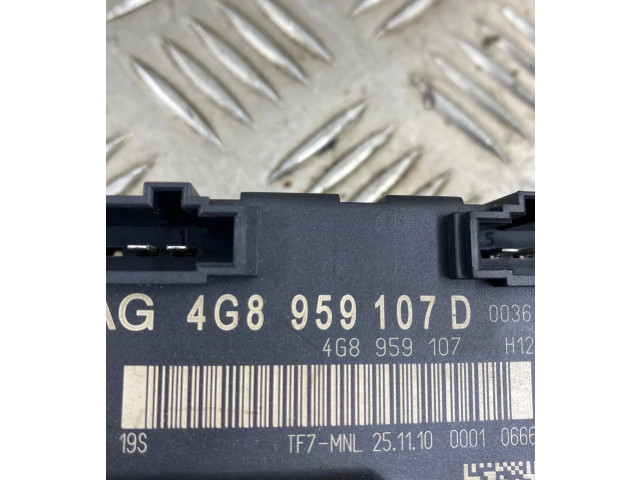 AG 4G8 959 107 D 0036
4G8 959 107 H12
19S TF7-MNL 25.11.10 0001 0666